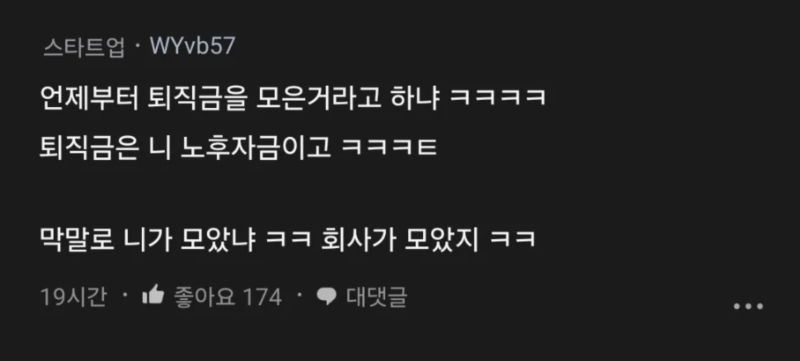 스타트업 · WYvb57
언제부터 퇴직금을 모은거라고 하냐 ㅋㅋㅋㅋ
퇴직금은 니 노후자금이고 ㅋㅋㅋㅌ
막말로 니가 모았냐 ㅋㅋ 회사가 모았지 ㅋㅋ
19시간 · 좋아요 174 · 대댓글